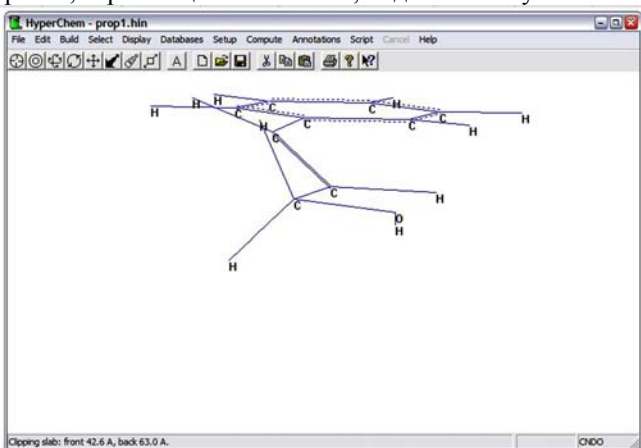 HyperChem - prop1.hin
File Edit Build Select Display Databases Setup Compute Annotations Script Cancel Help
A
H H H
C C
H C C H
H C C H
C
C H
C O
H
H
Clipping slab: front 42.6 A, back 63.0 A. CNDO